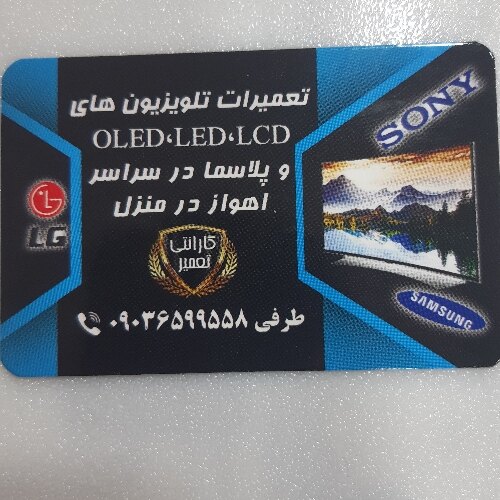 تعمیرات تلویزیون های
OLED،LED،LCD
و پلاسما در سراسر
اهواز در منزل
گارانتی
تعمیر
طرفی ۰۹۰۳۶۵۹۹۵۵۸
LG
SONY
SAMSUNG